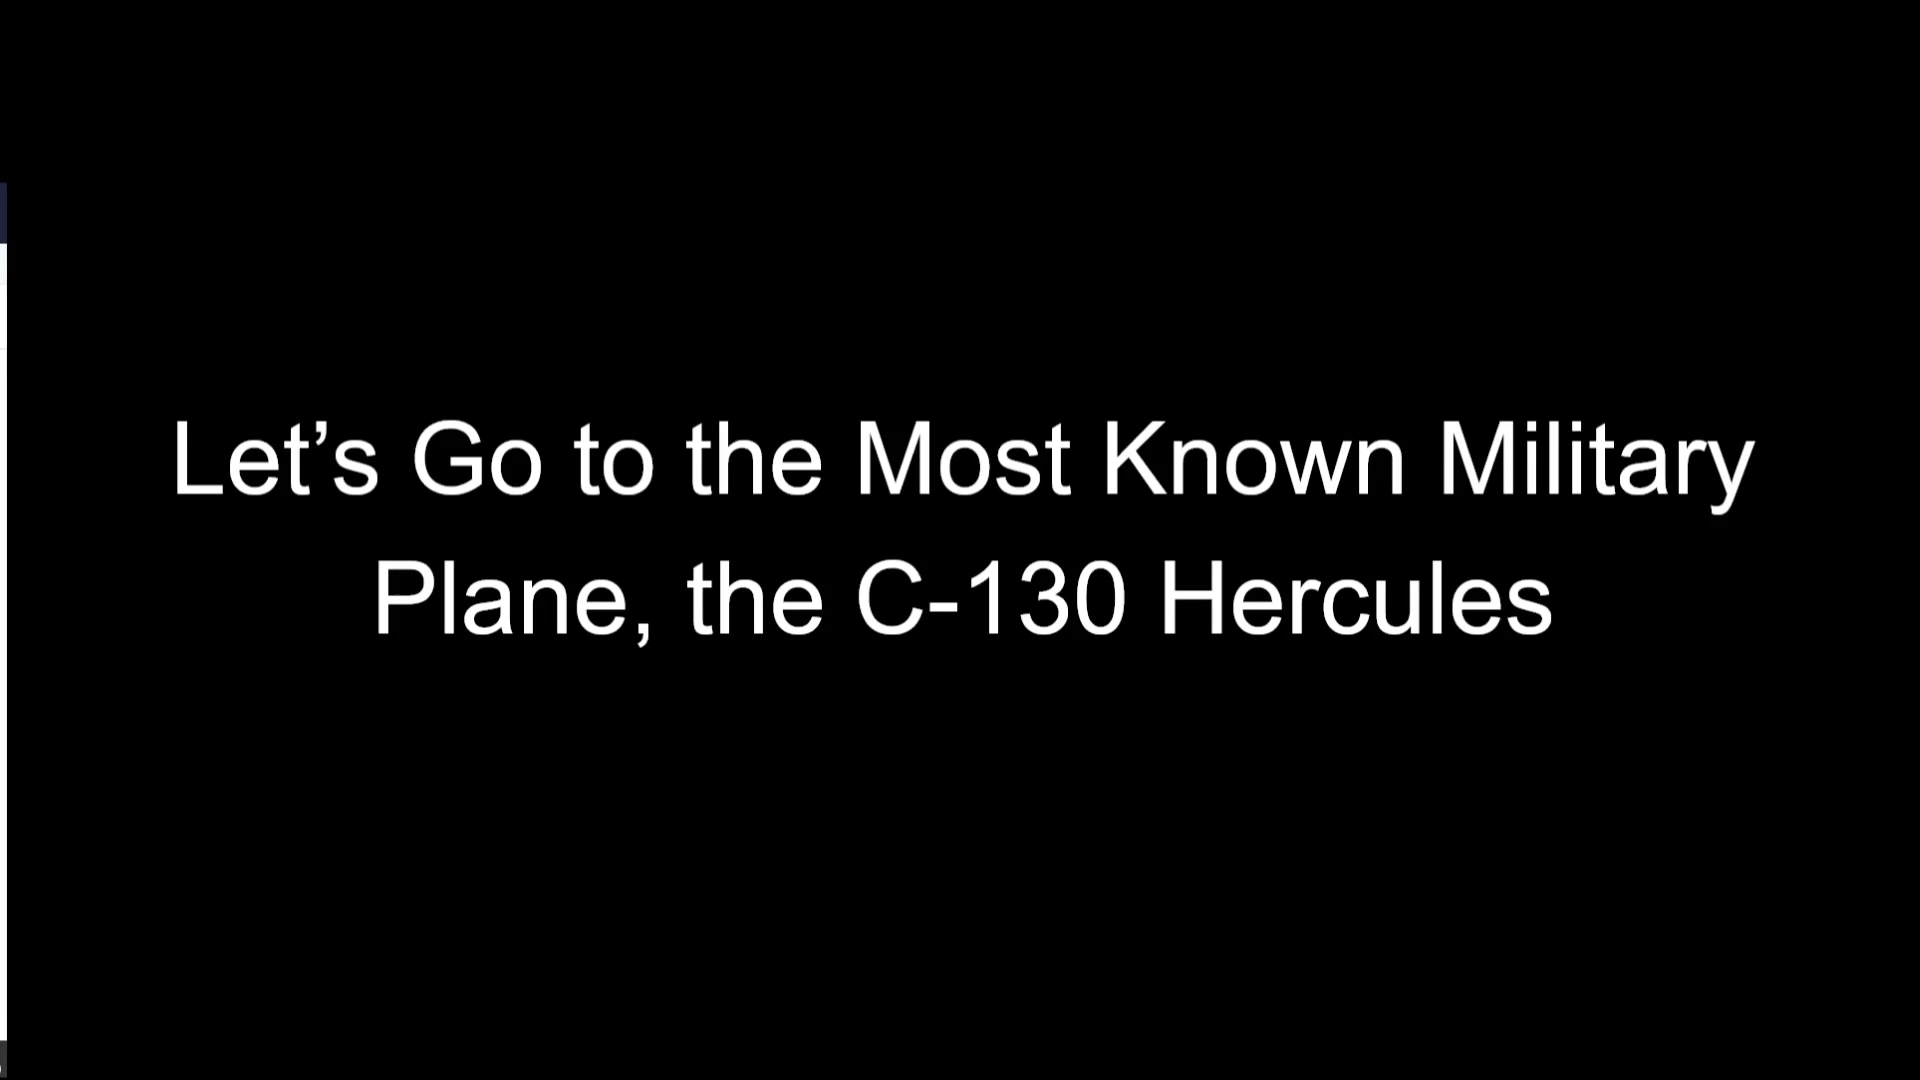 Let’s Go to the Most Known Military
Plane, the C-130 Hercules